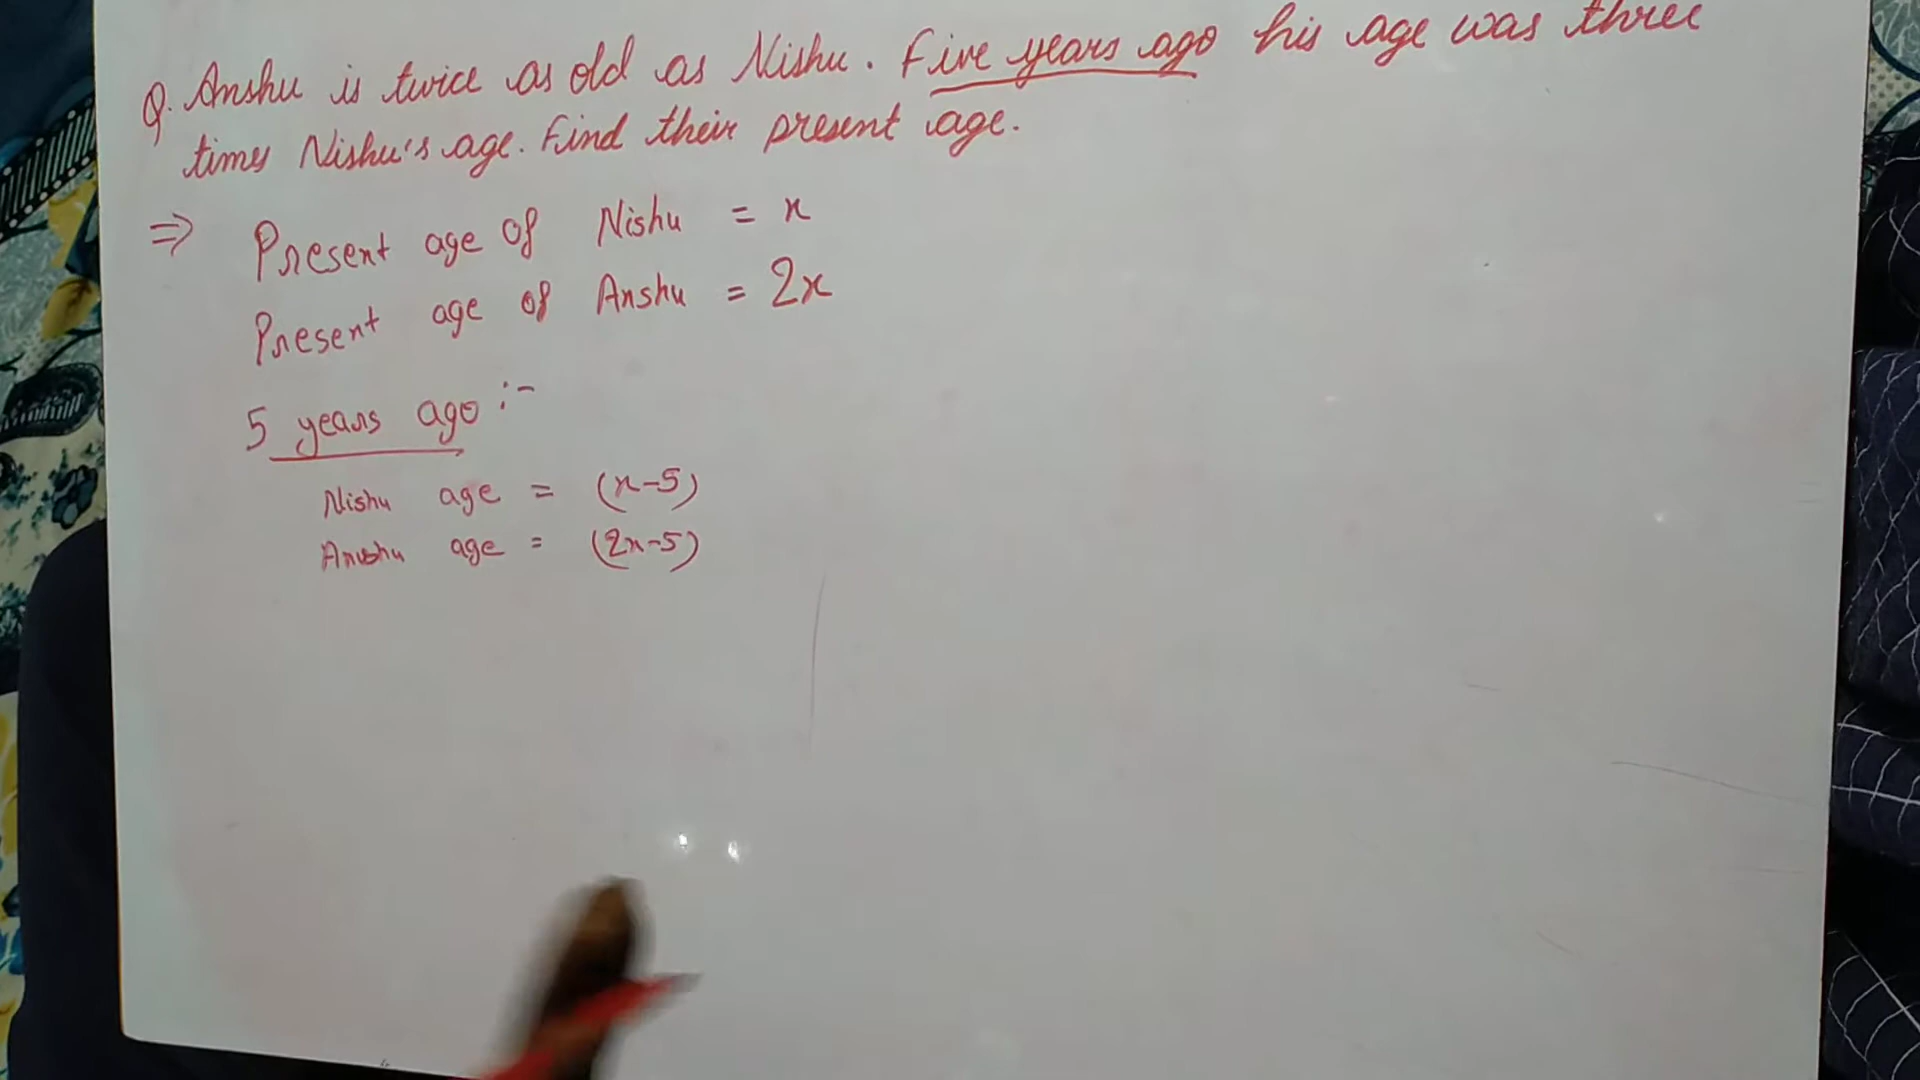 Q. Anshu is twice as old as Nishu. Five years ago his age was three
times Nishu's age. Find their present age.
⇒ Present age of Nishu = x
Present age of Anshu = 2x
5 years ago :-
Nishu age = (x-5)
Anushu age = (2x-5)